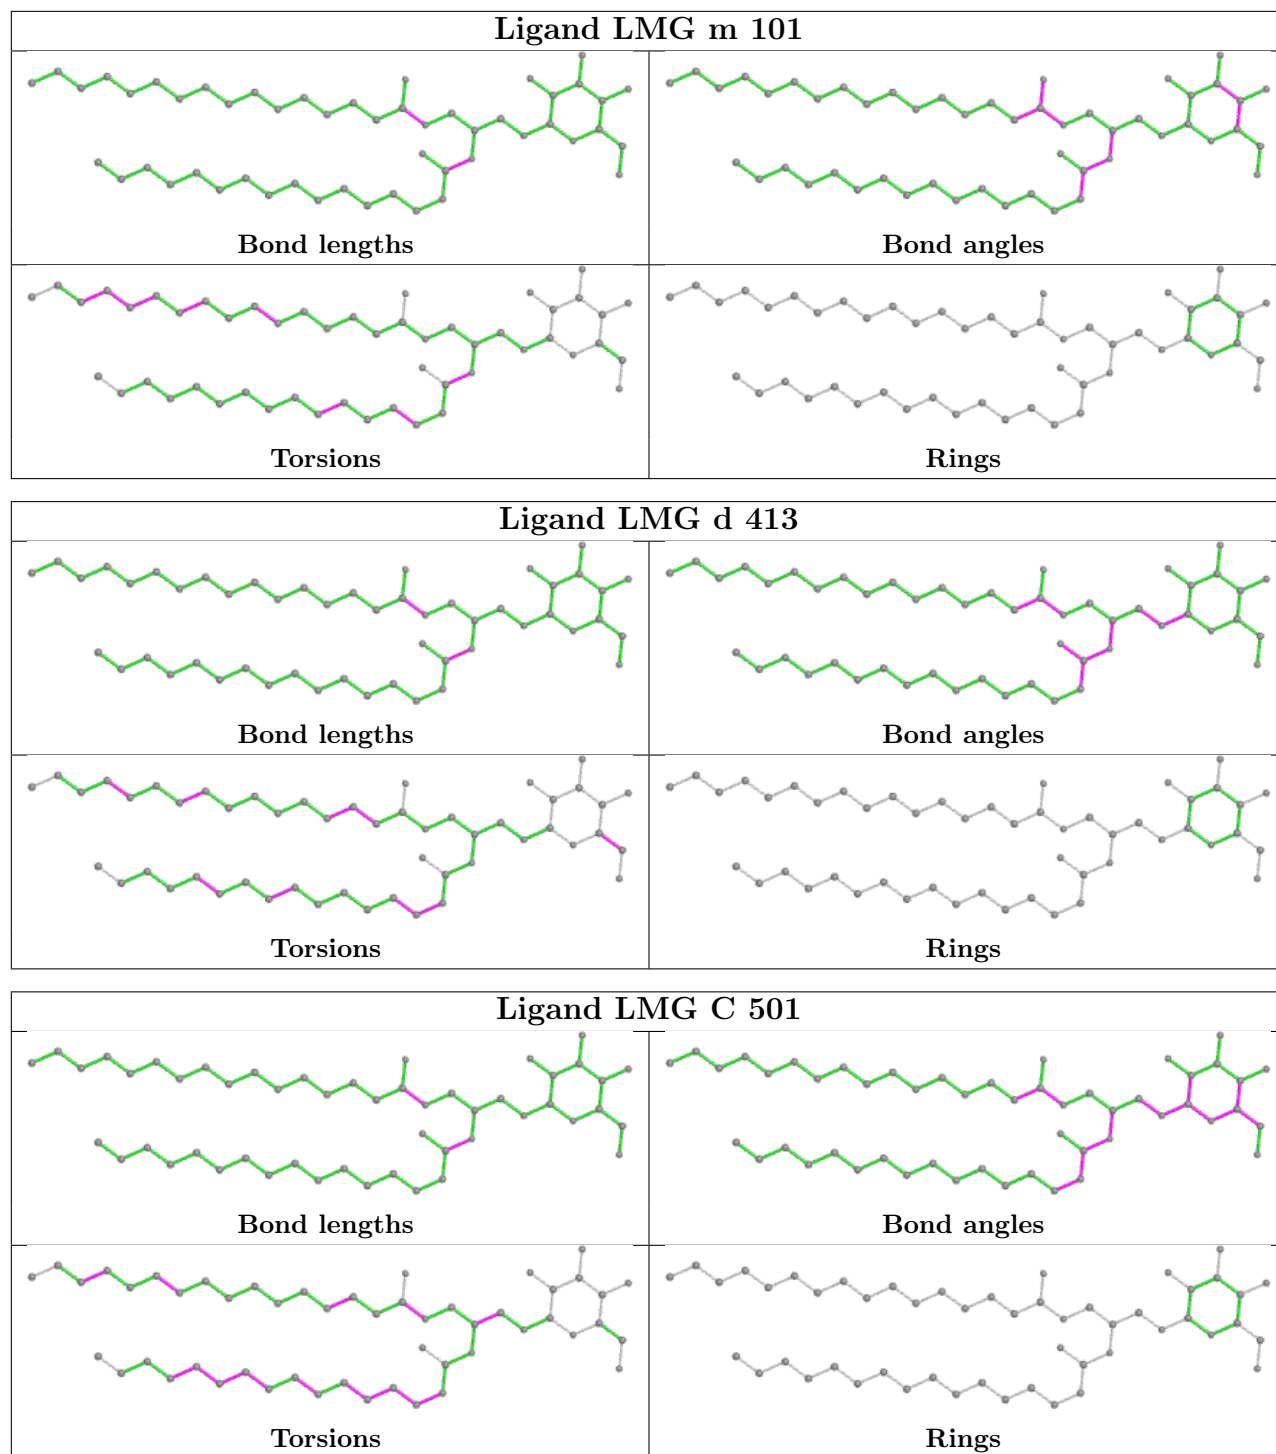 Ligand LMG m 101
Bond lengths
Bond angles
Torsions
Rings
Ligand LMG d 413
Bond lengths
Bond angles
Torsions
Rings
Ligand LMG C 501
Bond lengths
Bond angles
Torsions
Rings